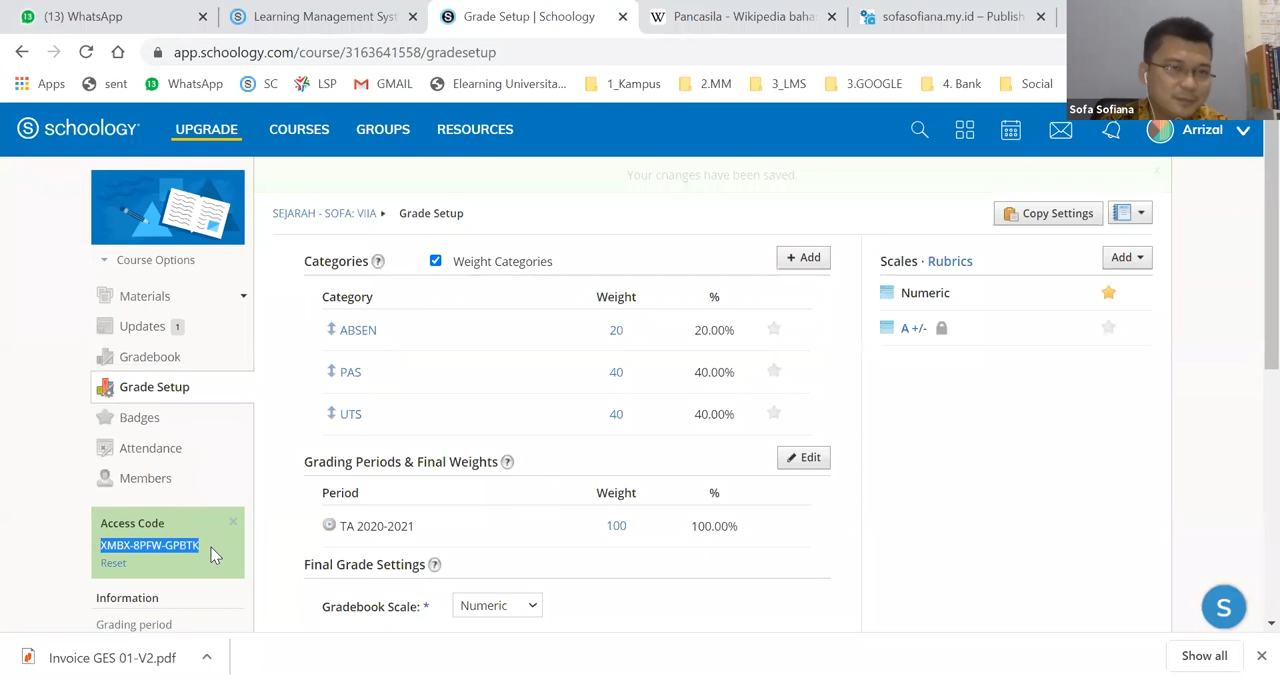 (13) WhatsApp
Learning Management Syst
Grade Setup | Schoology
Pancasila - Wikipedia baha
sofasofiana.my.id – Publish
app.schoology.com/course/3163641558/gradesetup
Apps
sent
13 WhatsApp
SC
LSP
GMAIL
Elearning Universita...
1_Kampus
2.MM
3_LMS
3.GOOGLE
4. Bank
Social
Sofa Sofiana
S schoology
UPGRADE
COURSES
GROUPS
RESOURCES
Arrizal
Your changes have been saved.
Course Options
SEJARAH - SOFA: VIIA
Grade Setup
Copy Settings
Materials
Updates 1
Gradebook
Grade Setup
Badges
Attendance
Members
Access Code
XMBX-8PFW-GPBTK
Reset
Information
Grading period
Categories ?
Weight Categories
+ Add
Category Weight %
ABSEN 20 20.00%
PAS 40 40.00%
UTS 40 40.00%
Grading Periods & Final Weights ?
Edit
Period Weight %
TA 2020-2021 100 100.00%
Final Grade Settings ?
Gradebook Scale: * Numeric
Scales · Rubrics
Add
Numeric
A +/-
S
Invoice GES 01-V2.pdf
Show all